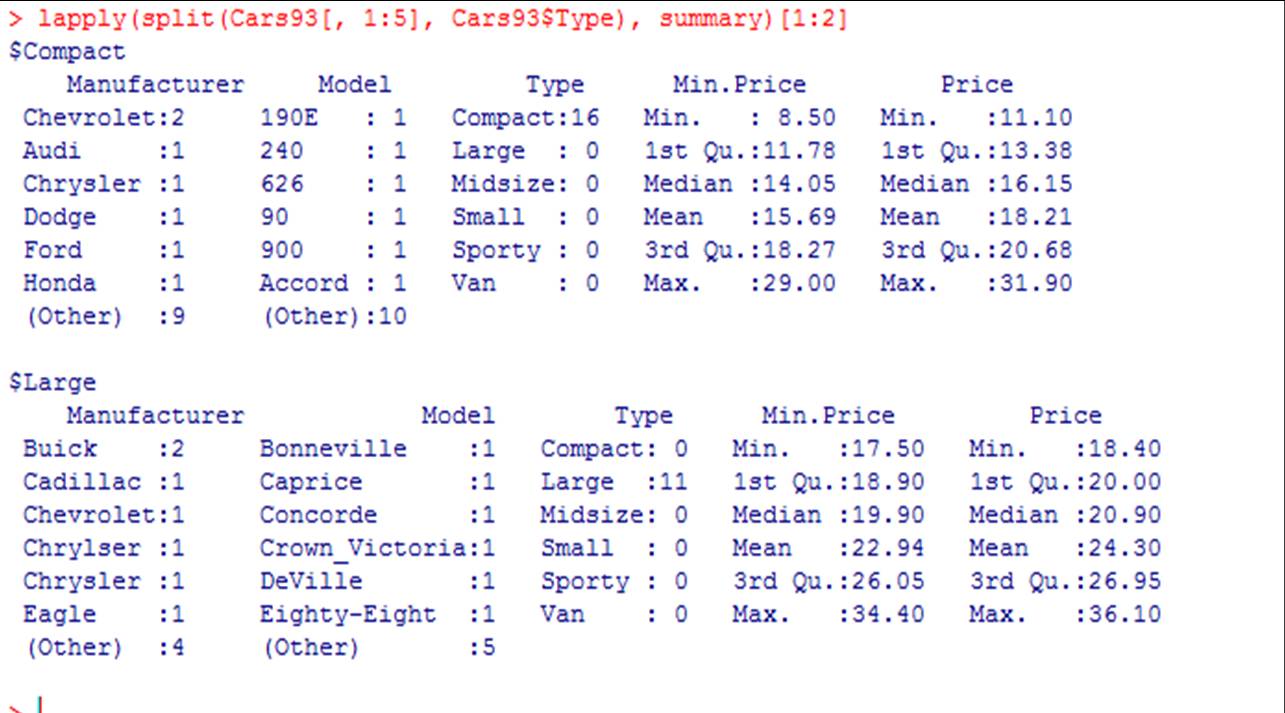 > lapply(split(Cars93[, 1:5], Cars93$Type), summary)[1:2]
$Compact
    Manufacturer     Model         Type      Min.Price         Price
 Chevrolet:2     190E   : 1   Compact:16   Min.   : 8.50   Min.   :11.10
 Audi     :1     240    : 1   Large  : 0   1st Qu.:11.78   1st Qu.:13.38
 Chrysler :1     626    : 1   Midsize: 0   Median :14.05   Median :16.15
 Dodge    :1     90     : 1   Small  : 0   Mean   :15.69   Mean   :18.21
 Ford     :1     900    : 1   Sporty : 0   3rd Qu.:18.27   3rd Qu.:20.68
 Honda    :1     Accord : 1   Van    : 0   Max.   :29.00   Max.   :31.90
 (Other)  :9     (Other):10

$Large
    Manufacturer            Model        Type      Min.Price         Price
 Buick    :2     Bonneville    :1   Compact: 0   Min.   :17.50   Min.   :18.40
 Cadillac :1     Caprice       :1   Large  :11   1st Qu.:18.90   1st Qu.:20.00
 Chevrolet:1     Concorde      :1   Midsize: 0   Median :19.90   Median :20.90
 Chrylser :1     Crown_Victoria:1   Small  : 0   Mean   :22.94   Mean   :24.30
 Chrysler :1     DeVille       :1   Sporty : 0   3rd Qu.:26.05   3rd Qu.:26.95
 Eagle    :1     Eighty-Eight  :1   Van    : 0   Max.   :34.40   Max.   :36.10
 (Other)  :4     (Other)       :5

>